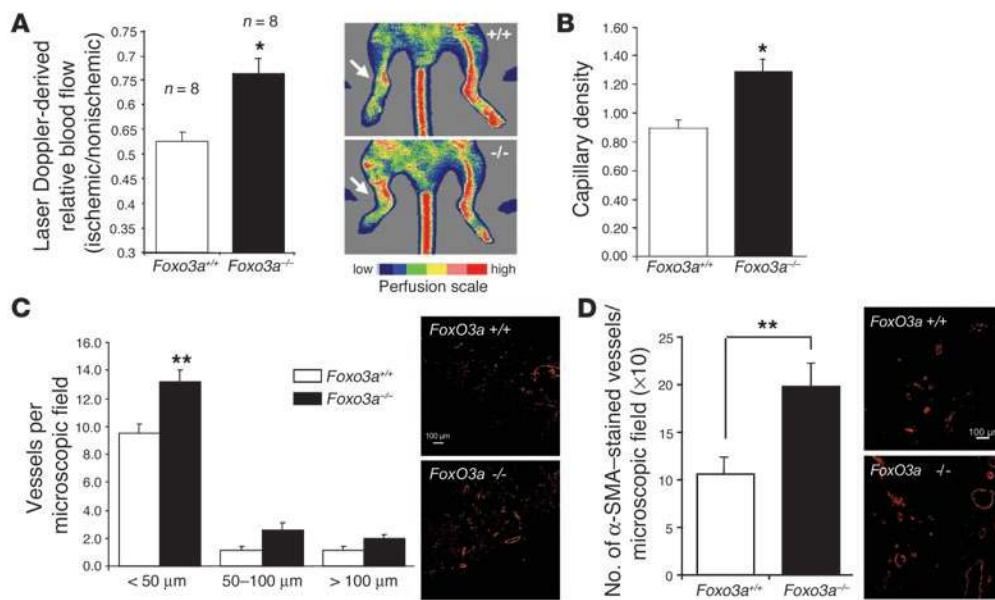 A
Laser Doppler-derived
relative blood flow
(ischemic/nonischemic)
0.75
0.7
0.75
0.65
0.5
0.45
0.35
0.3
n = 8
n = 8
*
Foxo3a+/+
Foxo3a–/–
+/+
-/-
low
high
Perfusion scale
B
Capillary density
1.60
1.40
1.20
1.00
0.80
0.60
0.40
0.20
0.00
*
Foxo3a+/+
Foxo3a–/–
C
Vessels per
microscopic field
16.0
14.0
12.0
10.0
8.0
6.0
4.0
2.0
0.0
**
Foxo3a+/+
Foxo3a–/–
< 50 µm
50–100 µm
> 100 µm
FoxO3a +/+
100 µm
FoxO3a -/-
D
No. of α-SMA–stained vessels/
microscopic field (×10)
25
20
15
10
5
0
**
Foxo3a+/+
Foxo3a–/–
FoxO3a +/+
100 µm
FoxO3a -/-